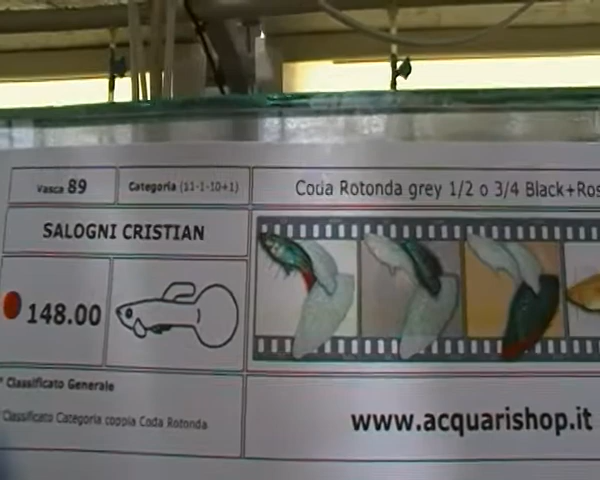 Vasca 89
Categoria (11-1-10+1)
Coda Rotonda grey 1/2 o 3/4 Black+Ros
SALOGNI CRISTIAN
148.00
° Classificato Generale
Classificato Categoria coppia Coda Rotonda
www.acquarishop.it